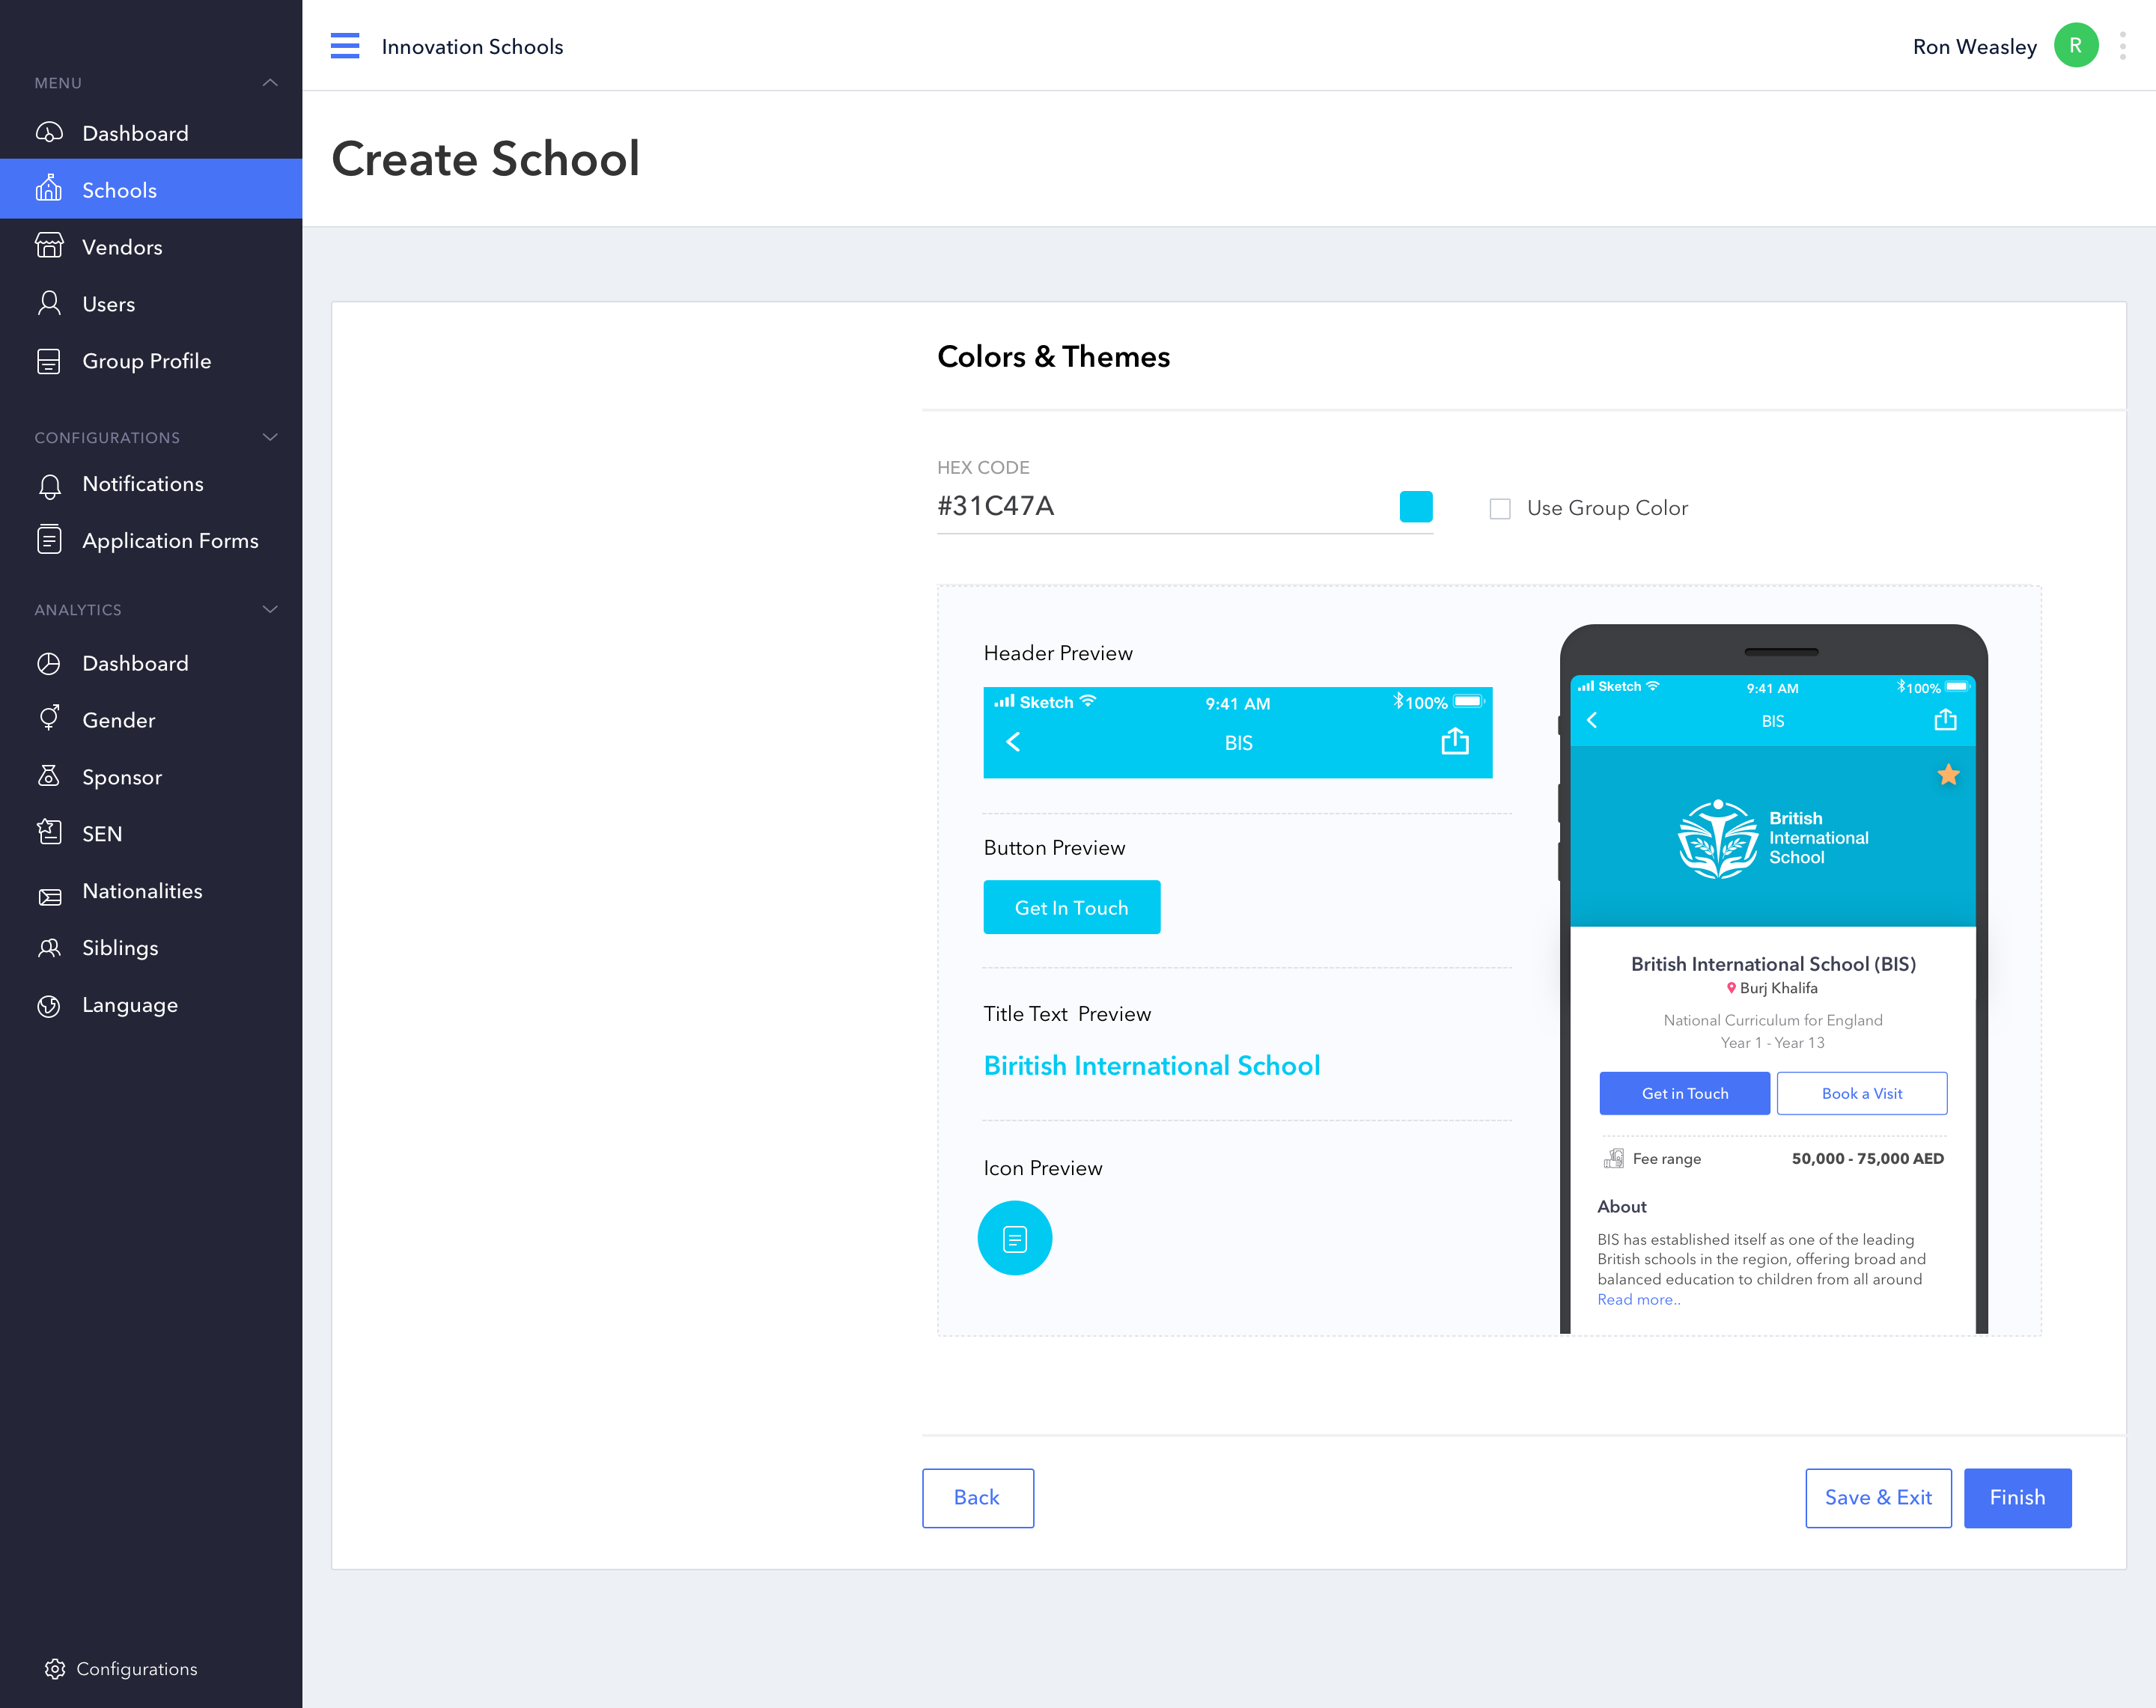 MENU
Dashboard
Schools
Vendors
Users
Group Profile
CONFIGURATIONS
Notifications
Application Forms
ANALYTICS
Dashboard
Gender
Sponsor
SEN
Nationalities
Siblings
Language
Configurations
Innovation Schools
Ron Weasley R
Create School
Colors & Themes
HEX CODE
#31C47A
Use Group Color
Header Preview
Sketch 9:41 AM 100%
BIS
Button Preview
Get In Touch
Title Text Preview
Biritish International School
Icon Preview
Sketch 9:41 AM 100%
BIS
British
International
School
British International School (BIS)
Burj Khalifa
National Curriculum for England
Year 1 - Year 13
Get in Touch Book a Visit
Fee range 50,000 - 75,000 AED
About
BIS has established itself as one of the leading
British schools in the region, offering broad and
balanced education to children from all around
Read more..
Back
Save & Exit
Finish